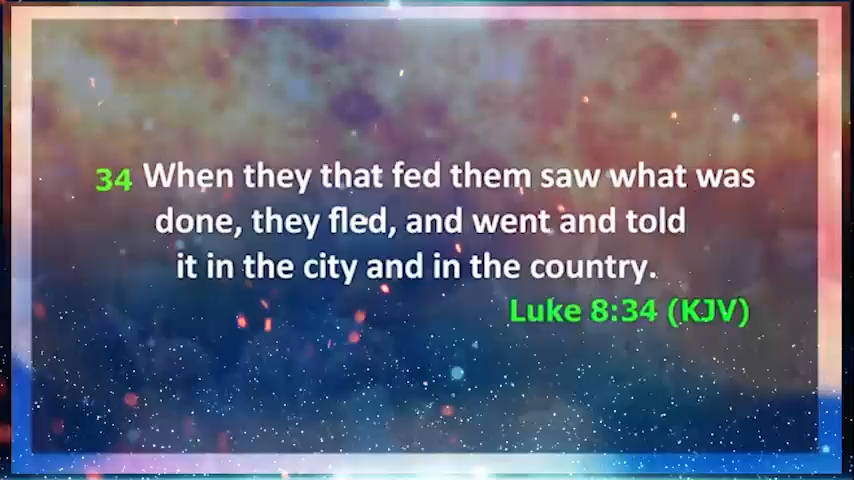 34 When they that fed them saw what was
done, they fled, and went and told
it in the city and in the country.
Luke 8:34 (KJV)